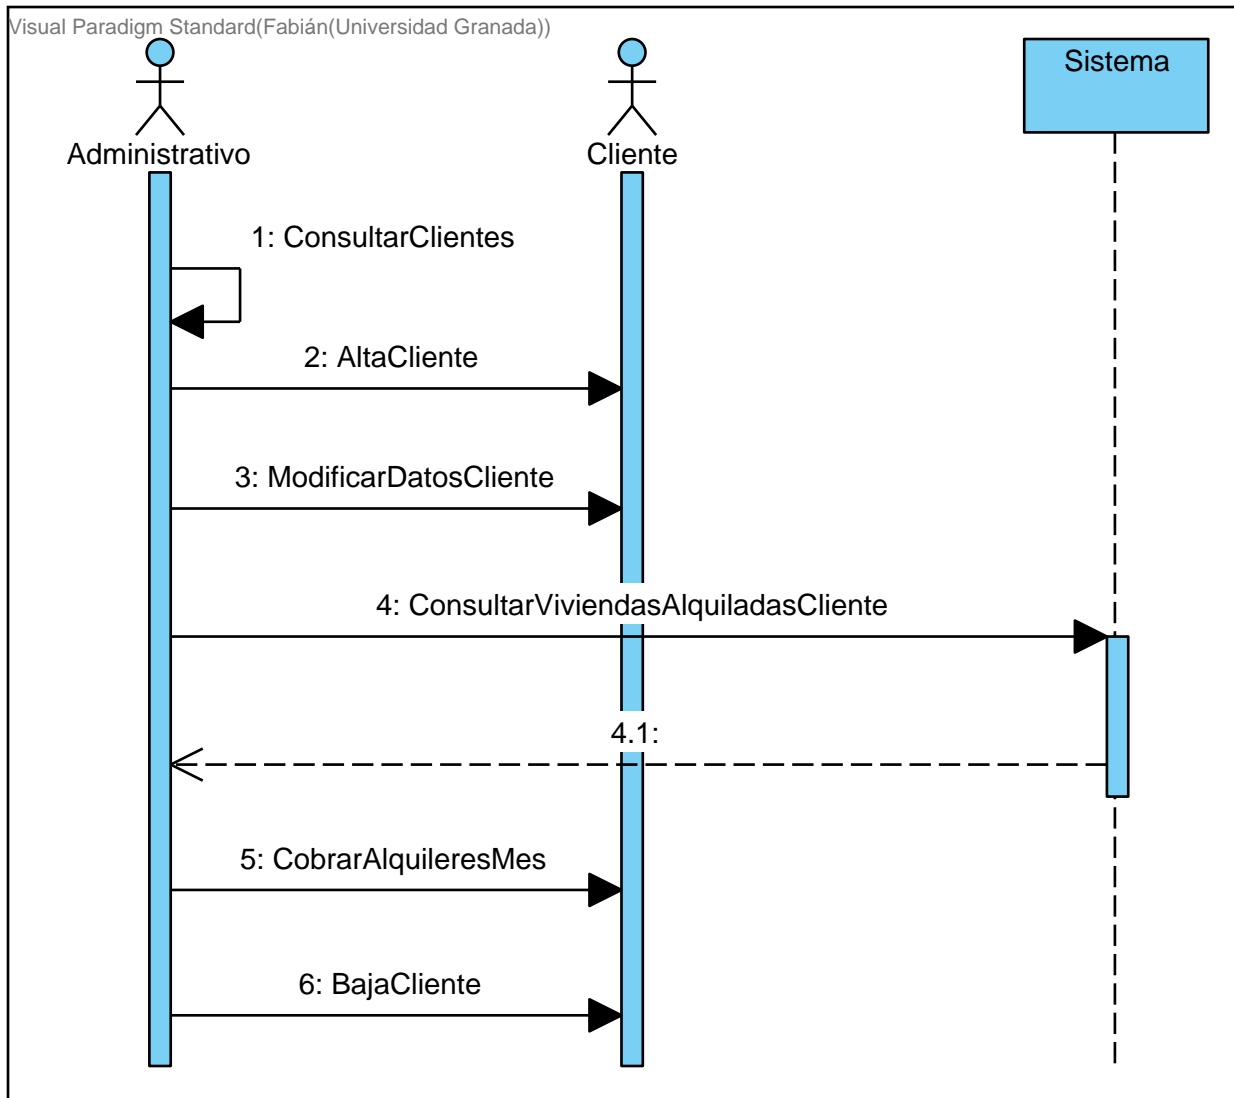 Visual Paradigm Standard(Fabián(Universidad Granada))
Sistema
Administrativo
Cliente
1: ConsultarClientes
2: AltaCliente
3: ModificarDatosCliente
4: ConsultarViviendasAlquiladasCliente
4.1:
5: CobrarAlquileresMes
6: BajaCliente